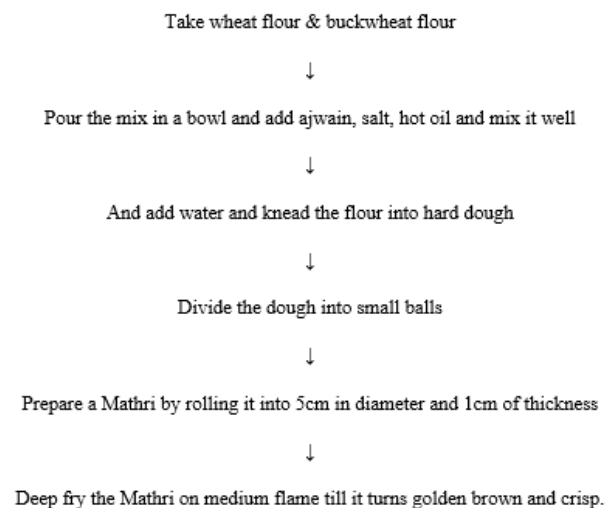 Take wheat flour & buckwheat flour
↓
Pour the mix in a bowl and add ajwain, salt, hot oil and mix it well
↓
And add water and knead the flour into hard dough
↓
Divide the dough into small balls
↓
Prepare a Mathri by rolling it into 5cm in diameter and 1cm of thickness
↓
Deep fry the Mathri on medium flame till it turns golden brown and crisp.